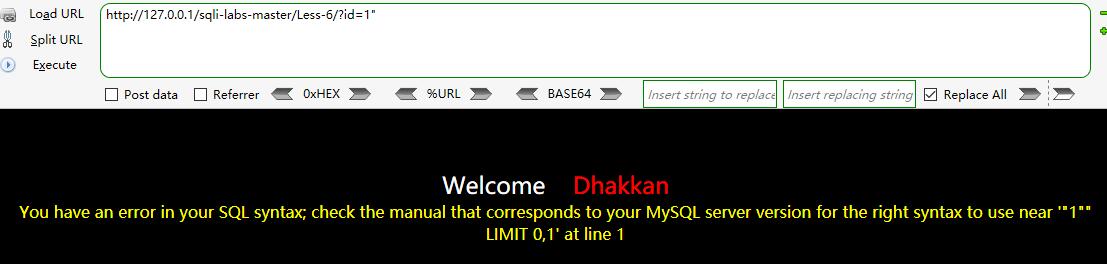 Load URL
http://127.0.0.1/sqli-labs-master/Less-6/?id=1"
Split URL
Execute
Post data Referrer 0xHEX %URL BASE64 Insert string to replace Insert replacing string Replace All
Welcome Dhakkan
You have an error in your SQL syntax; check the manual that corresponds to your MySQL server version for the right syntax to use near '"1""
LIMIT 0,1' at line 1